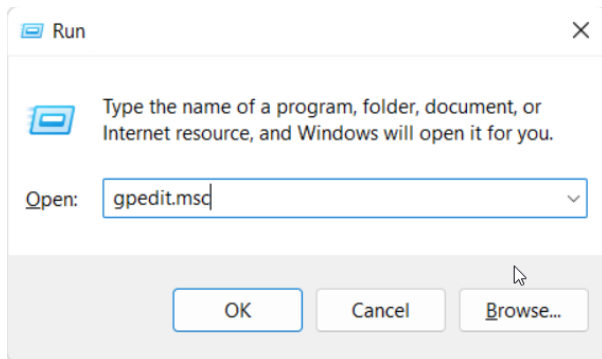 Run
Type the name of a program, folder, document, or
Internet resource, and Windows will open it for you.
Open: gpedit.msc
OK Cancel Browse...